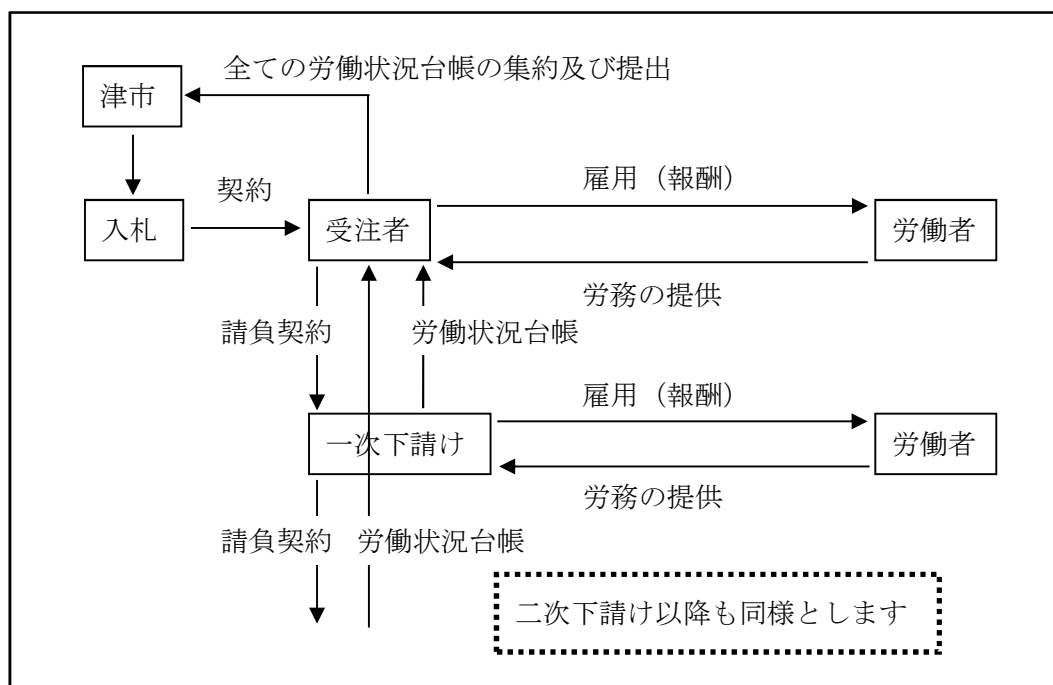 全ての労働状況台帳の集約及び提出
津市
契約
雇用（報酬）
入札
受注者
労働者
労務の提供
請負契約
労働状況台帳
雇用（報酬）
一次下請け
労働者
労務の提供
請負契約
労働状況台帳
二次下請け以降も同様とします